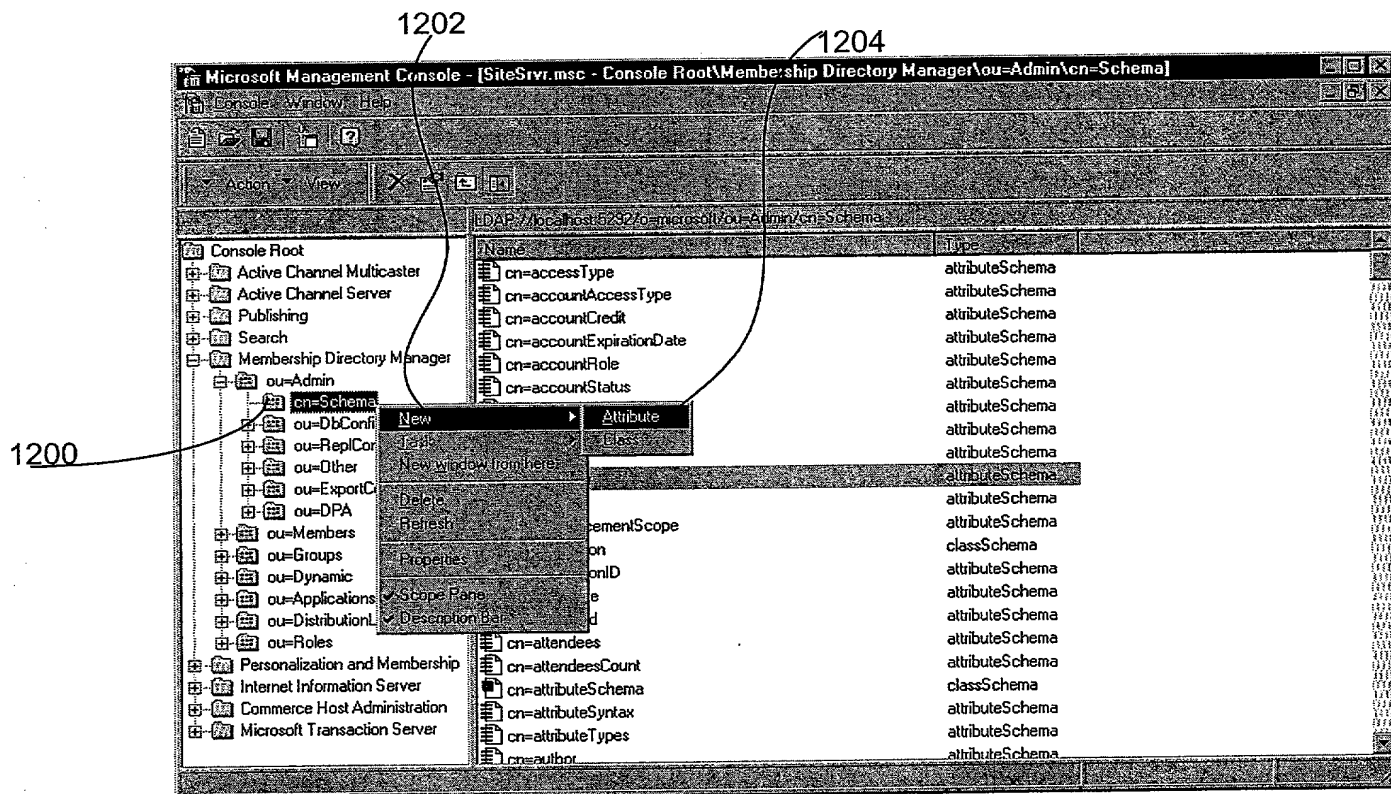 1202
1204
Microsoft Management Console - [SiteSrvr.msc - Console Root\Membership Directory Manager\ou=Admin\cn=Schema]
Console Window Help
Action View
LDAP://localhost:5292/o=microsoft/ou=Admin/cn=Schema
Console Root
Active Channel Multicaster
Active Channel Server
Publishing
Search
Membership Directory Manager
ou=Admin
cn=Schema
ou=DbConfi
ou=ReplCon
ou=Other
ou=ExportC
ou=DPA
ou=Members
ou=Groups
ou=Dynamic
ou=Applications
ou=DistributionL
ou=Roles
Personalization and Membership
Internet Information Server
Commerce Host Administration
Microsoft Transaction Server
1200
New
Task
New window from here
Delete
Refresh
Properties
Scope Pane
Description Bar
Attribute
Class
Name Type
cn=accessType attributeSchema
cn=accountAccessType attributeSchema
cn=accountCredit attributeSchema
cn=accountExpirationDate attributeSchema
cn=accountRole attributeSchema
cn=accountStatus attributeSchema
attributeSchema
attributeSchema
attributeSchema
attributeSchema
attributeSchema
cementScope attributeSchema
on classSchema
onID attributeSchema
e attributeSchema
d attributeSchema
cn=attendees attributeSchema
cn=attendeesCount attributeSchema
cn=attributeSchema classSchema
cn=attributeSyntax attributeSchema
cn=attributeTypes attributeSchema
cn=author attributeSchema